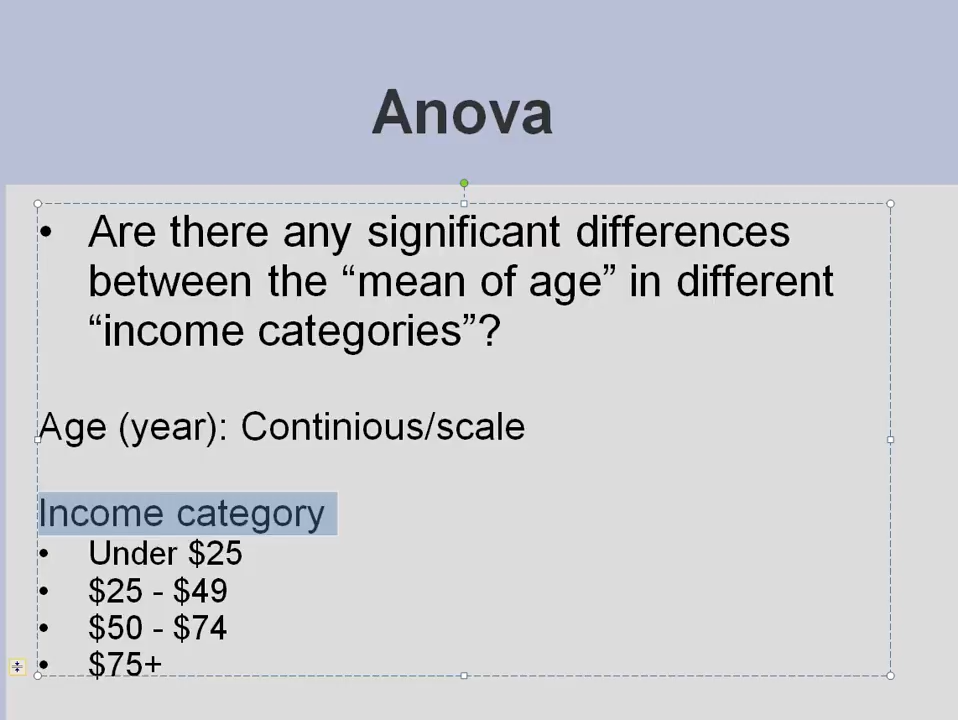 Anova
• Are there any significant differences
between the “mean of age” in different
“income categories”?
Age (year): Continious/scale
Income category
• Under $25
• $25 - $49
• $50 - $74
• $75+